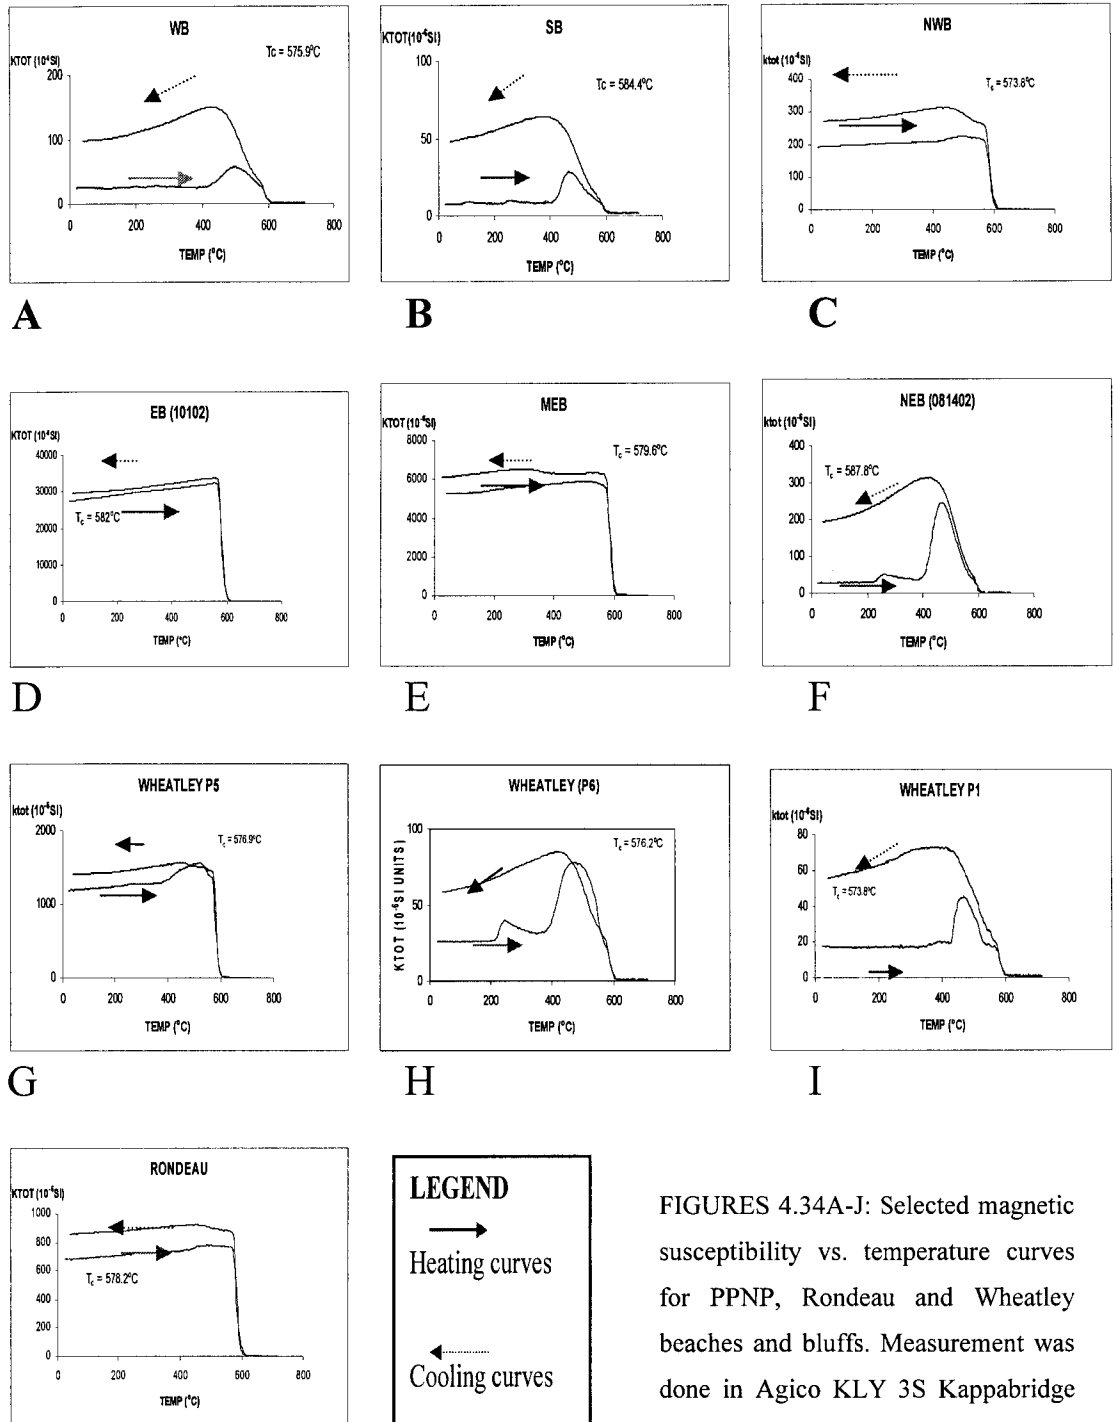 WB
KTOT (10⁻⁶SI)
Tc = 575.9°C
200
100
0
0 200 400 600 800
TEMP (°C)
A
SB
KTOT(10⁻⁶SI)
Tc = 584.4°C
100
50
0
0 200 400 600 800
TEMP (°C)
B
NWB
ktot (10⁻⁶SI)
Tc = 573.8°C
400
300
200
100
0
0 200 400 600 800
TEMP (°C)
C
EB (10102)
KTOT (10⁻⁶SI)
40000
30000
20000
10000
0
Tc = 582°C
0 200 400 600 800
TEMP (°C)
D
MEB
KTOT (10⁻⁶SI)
Tc = 579.6°C
8000
6000
4000
2000
0
0 200 400 600 800
TEMP (°C)
E
NEB (081402)
ktot (10⁻⁶SI)
400
300
200
100
0
Tc = 587.8°C
0 200 400 600 800
TEMP (°C)
F
WHEATLEY P5
ktot (10⁻⁶SI)
Tc = 576.9°C
2000
1000
0
0 200 400 600 800
TEMP (°C)
G
WHEATLEY (P6)
KTOT (10⁻⁶SI UNITS)
Tc = 576.2°C
100
50
0
0 200 400 600 800
TEMP (°C)
H
WHEATLEY P1
ktot (10⁻⁶SI)
80
60
40
20
0
Tc = 573.8°C
0 200 400 600 800
TEMP (°C)
I
RONDEAU
KTOT (10⁻⁶SI)
1000
800
600
400
200
0
Tc = 578.2°C
0 200 400 600 800
TEMP (°C)
LEGEND
Heating curves
Cooling curves
FIGURES 4.34A-J: Selected magnetic
susceptibility vs. temperature curves
for PPNP, Rondeau and Wheatley
beaches and bluffs. Measurement was
done in Agico KLY 3S Kappabridge